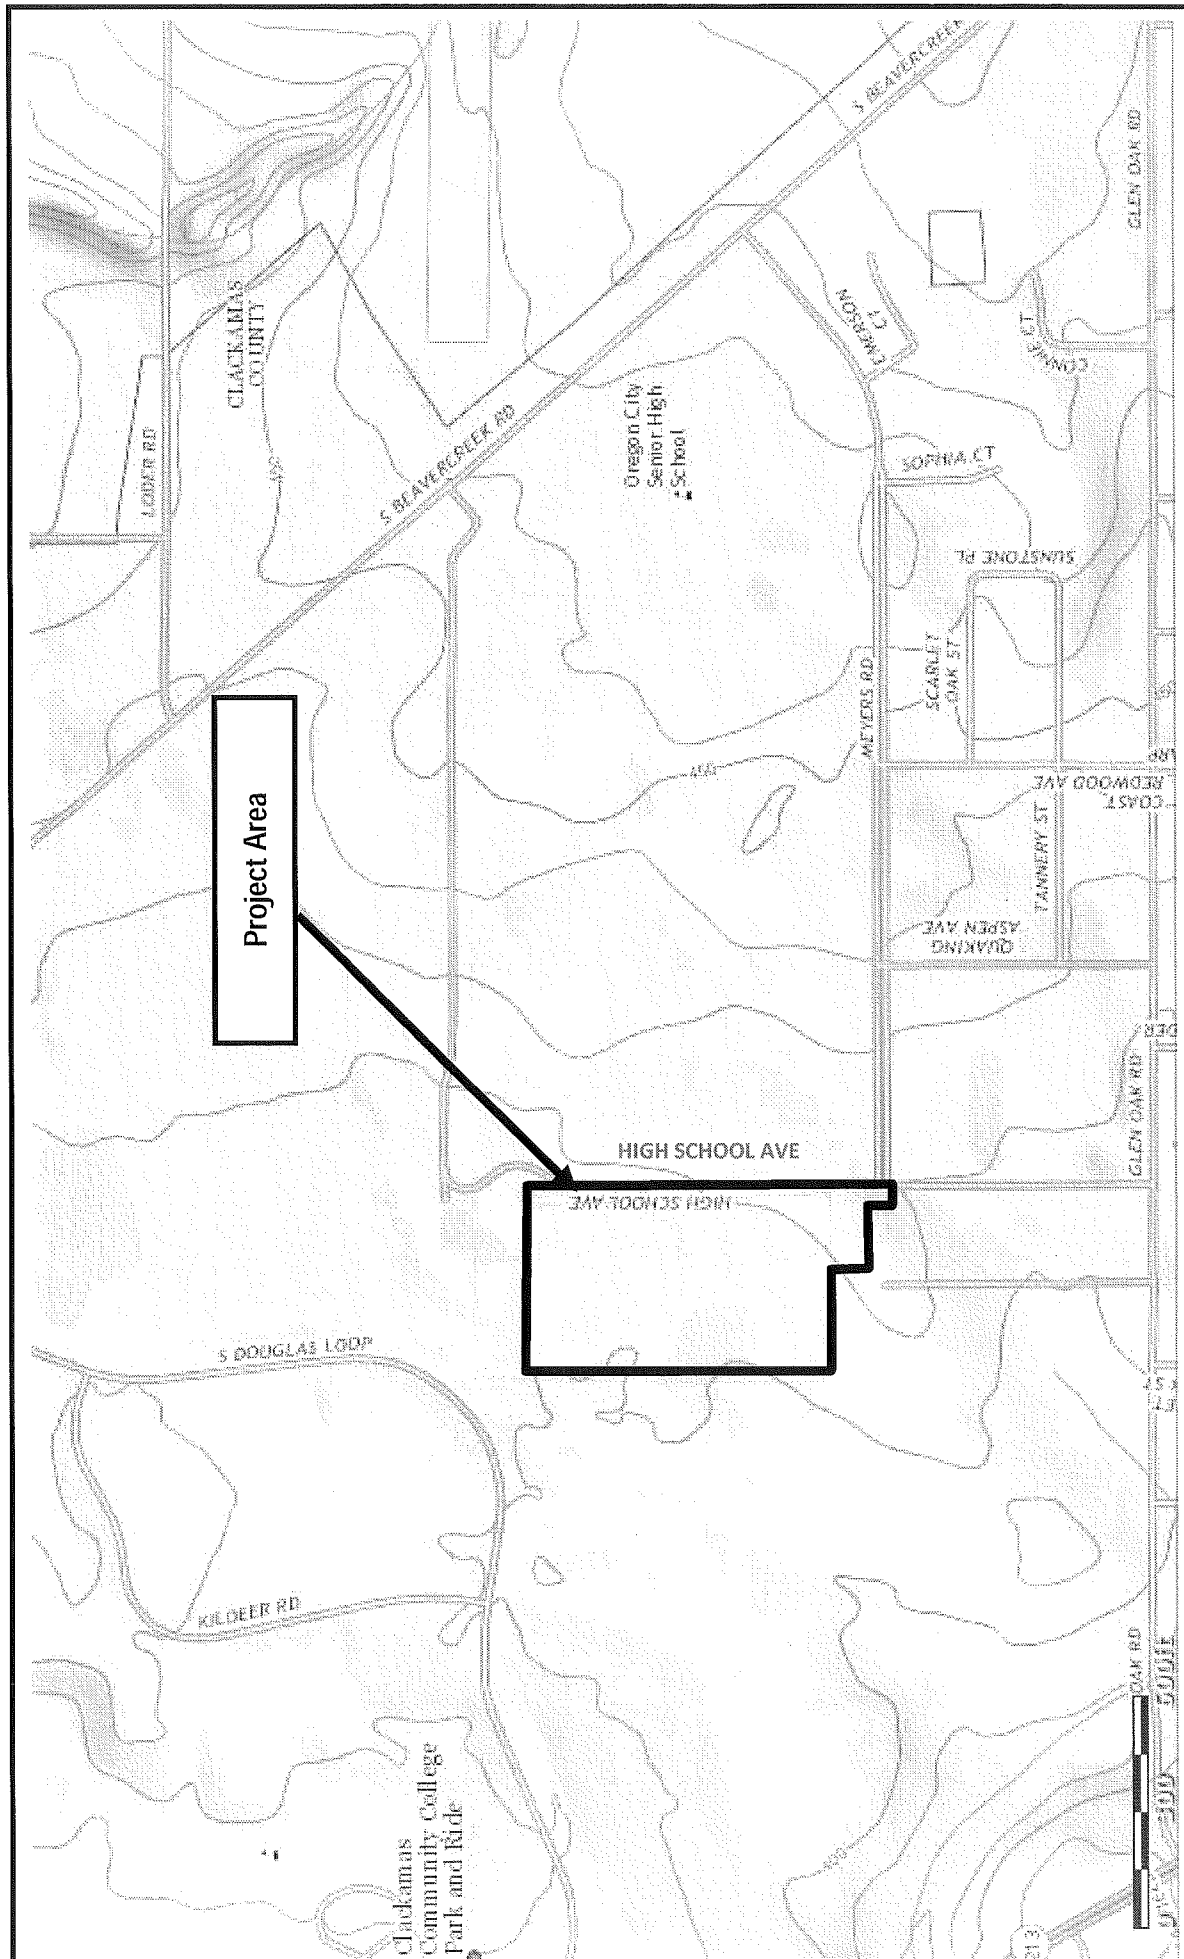 S BEAVERCREEK
GLEN OAK RD
CLACKAMAS
COUNTY
LODER RD
EMERSON
CT
CONNIE CT
S BEAVERCREEK RD
Oregon City
Senior High
School
SOPHIA CT
SUNSTONE PL
MEYERS RD
SCARLET
OAK ST
COAST
REDWOOD AVE
TANNERY ST
QUAKING
ASPEN AVE
Project Area
GLEN OAK RD
HIGH SCHOOL AVE
HIGH SCHOOL AVE
S DOUGLAS LOOP
KILDEER RD
OAK RD
Clackamas
Community College
Park and Ride
213